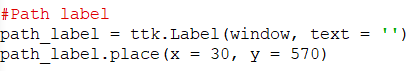 #Path label
path_label = ttk.Label(window, text = '')
path_label.place(x = 30, y = 570)